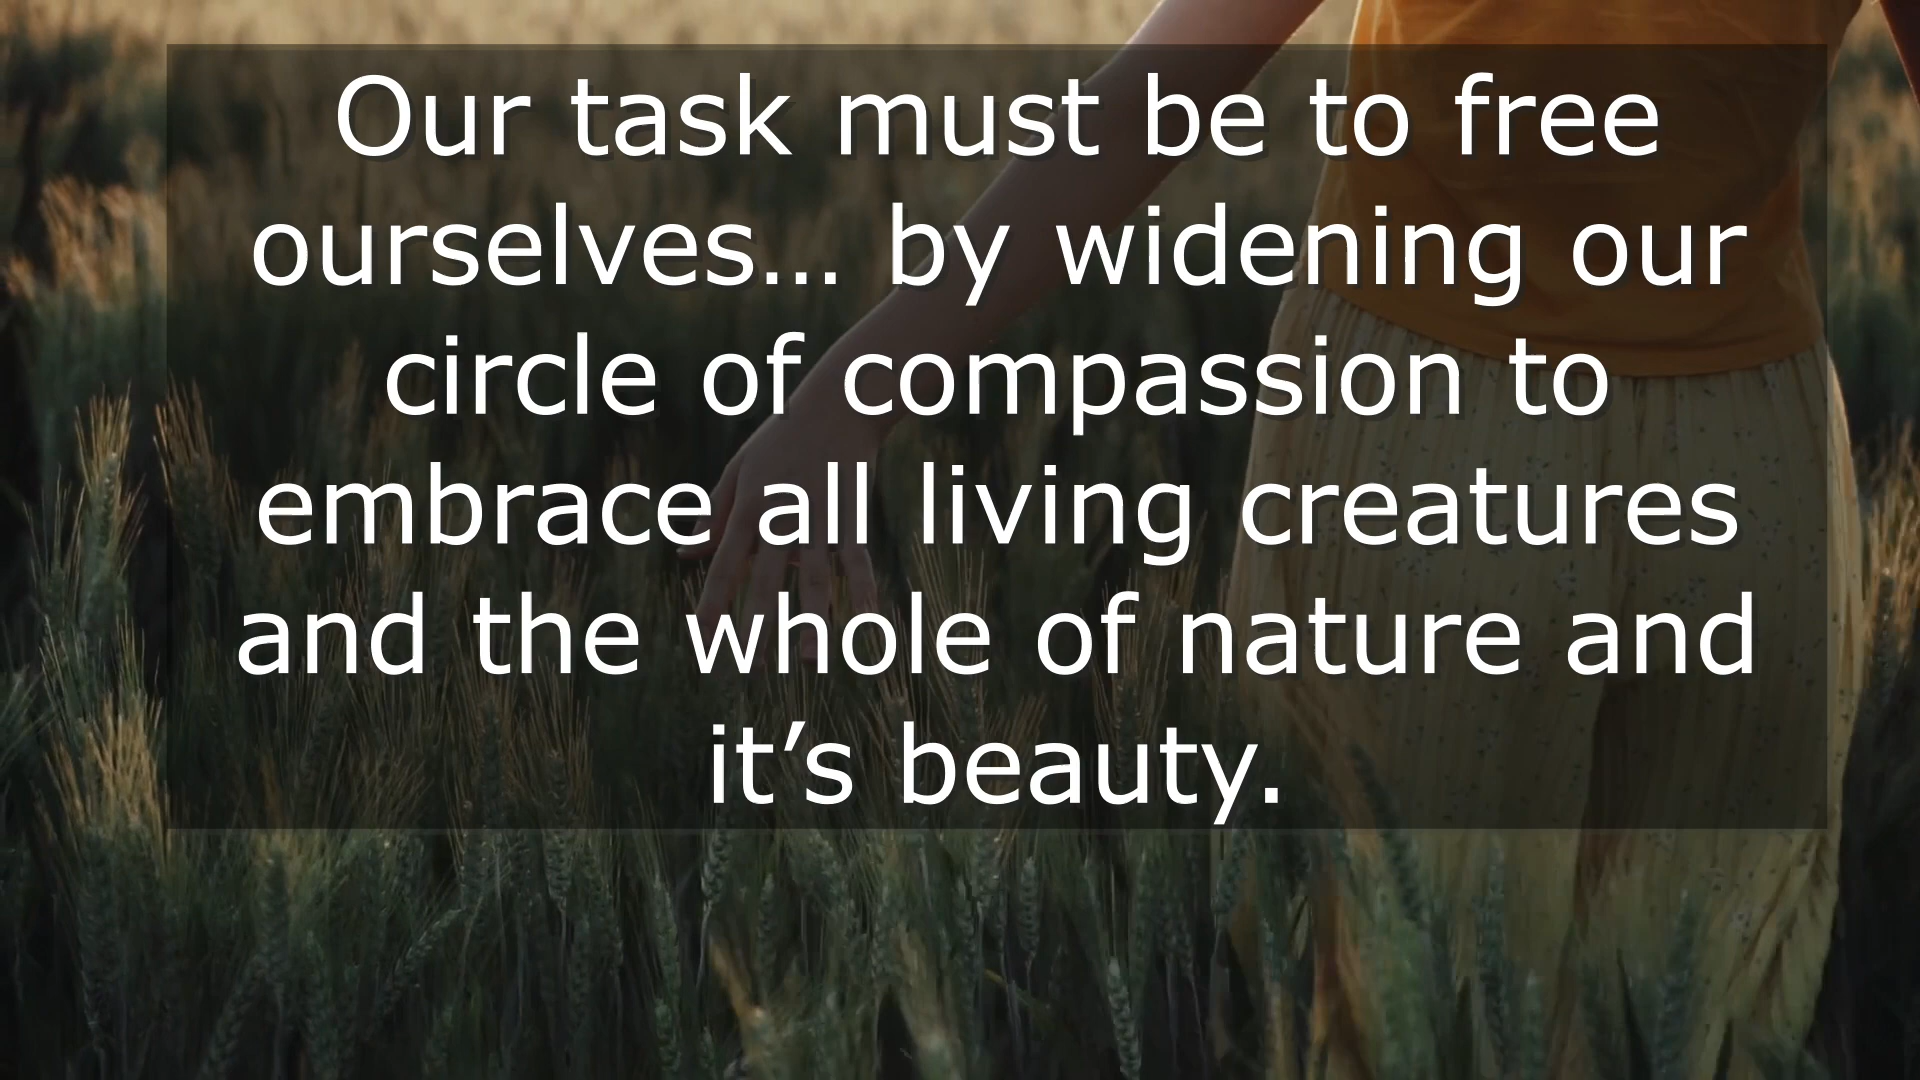 Our task must be to free
ourselves... by widening our
circle of compassion to
embrace all living creatures
and the whole of nature and
it’s beauty.